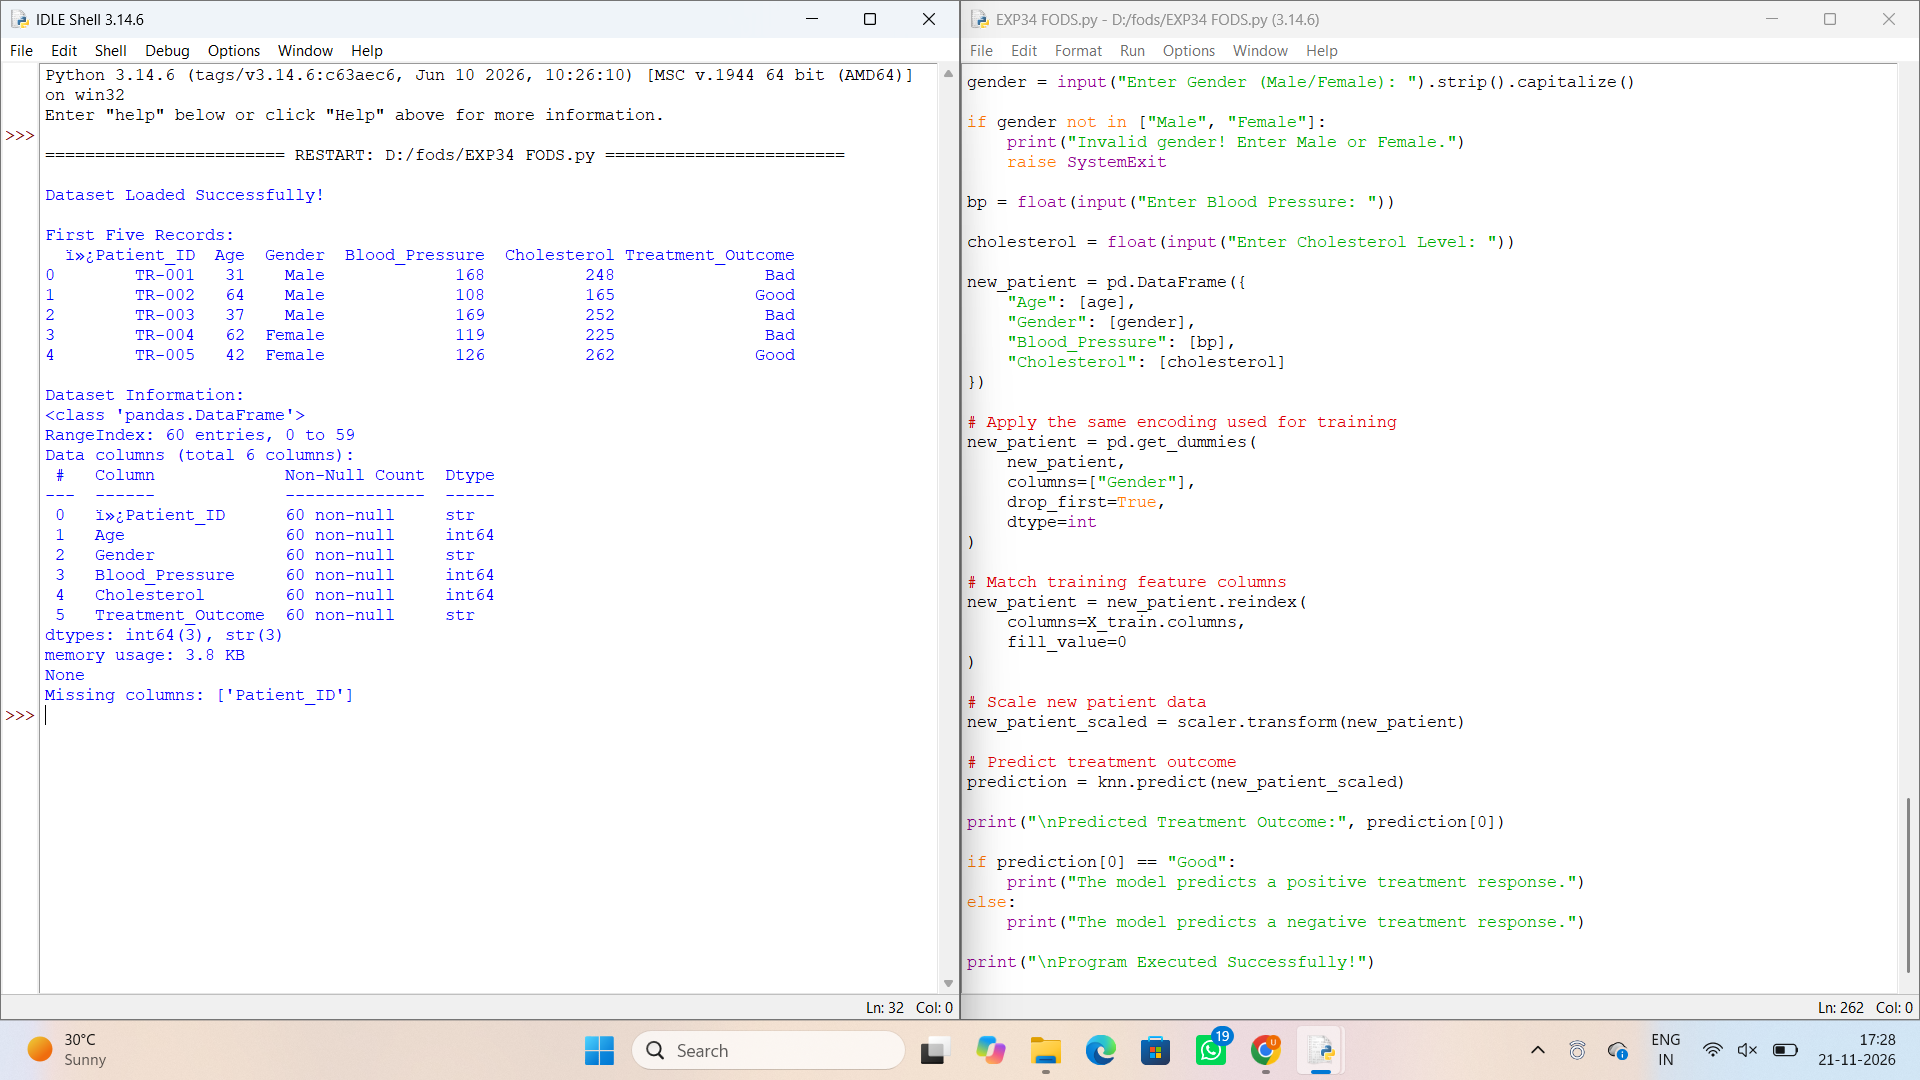 IDLE Shell 3.14.6
File Edit Shell Debug Options Window Help
Python 3.14.6 (tags/v3.14.6:c63aec6, Jun 10 2026, 10:26:10) [MSC v.1944 64 bit (AMD64)]
on win32
Enter "help" below or click "Help" above for more information.
>>>
======================== RESTART: D:/fods/EXP34 FODS.py ========================
Dataset Loaded Successfully!
First Five Records:
  ï»¿Patient_ID  Age  Gender  Blood_Pressure  Cholesterol Treatment_Outcome
0        TR-001   31    Male             168          248               Bad
1        TR-002   64    Male             108          165              Good
2        TR-003   37    Male             169          252               Bad
3        TR-004   62  Female             119          225               Bad
4        TR-005   42  Female             126          262              Good
Dataset Information:
<class 'pandas.DataFrame'>
RangeIndex: 60 entries, 0 to 59
Data columns (total 6 columns):
 #   Column             Non-Null Count  Dtype
---  ------             --------------  -----
 0   ï»¿Patient_ID      60 non-null     str
 1   Age                60 non-null     int64
 2   Gender             60 non-null     str
 3   Blood_Pressure     60 non-null     int64
 4   Cholesterol        60 non-null     int64
 5   Treatment_Outcome  60 non-null     str
dtypes: int64(3), str(3)
memory usage: 3.8 KB
None
Missing columns: ['Patient_ID']
>>>
Ln: 32 Col: 0
EXP34 FODS.py - D:/fods/EXP34 FODS.py (3.14.6)
File Edit Format Run Options Window Help
gender = input("Enter Gender (Male/Female): ").strip().capitalize()
if gender not in ["Male", "Female"]:
    print("Invalid gender! Enter Male or Female.")
    raise SystemExit
bp = float(input("Enter Blood Pressure: "))
cholesterol = float(input("Enter Cholesterol Level: "))
new_patient = pd.DataFrame({
    "Age": [age],
    "Gender": [gender],
    "Blood_Pressure": [bp],
    "Cholesterol": [cholesterol]
})
# Apply the same encoding used for training
new_patient = pd.get_dummies(
    new_patient,
    columns=["Gender"],
    drop_first=True,
    dtype=int
)
# Match training feature columns
new_patient = new_patient.reindex(
    columns=X_train.columns,
    fill_value=0
)
# Scale new patient data
new_patient_scaled = scaler.transform(new_patient)
# Predict treatment outcome
prediction = knn.predict(new_patient_scaled)
print("\nPredicted Treatment Outcome:", prediction[0])
if prediction[0] == "Good":
    print("The model predicts a positive treatment response.")
else:
    print("The model predicts a negative treatment response.")
print("\nProgram Executed Successfully!")
Ln: 262 Col: 0
30°C
Sunny
Search
19
U
ENG
IN
17:28
21-11-2026